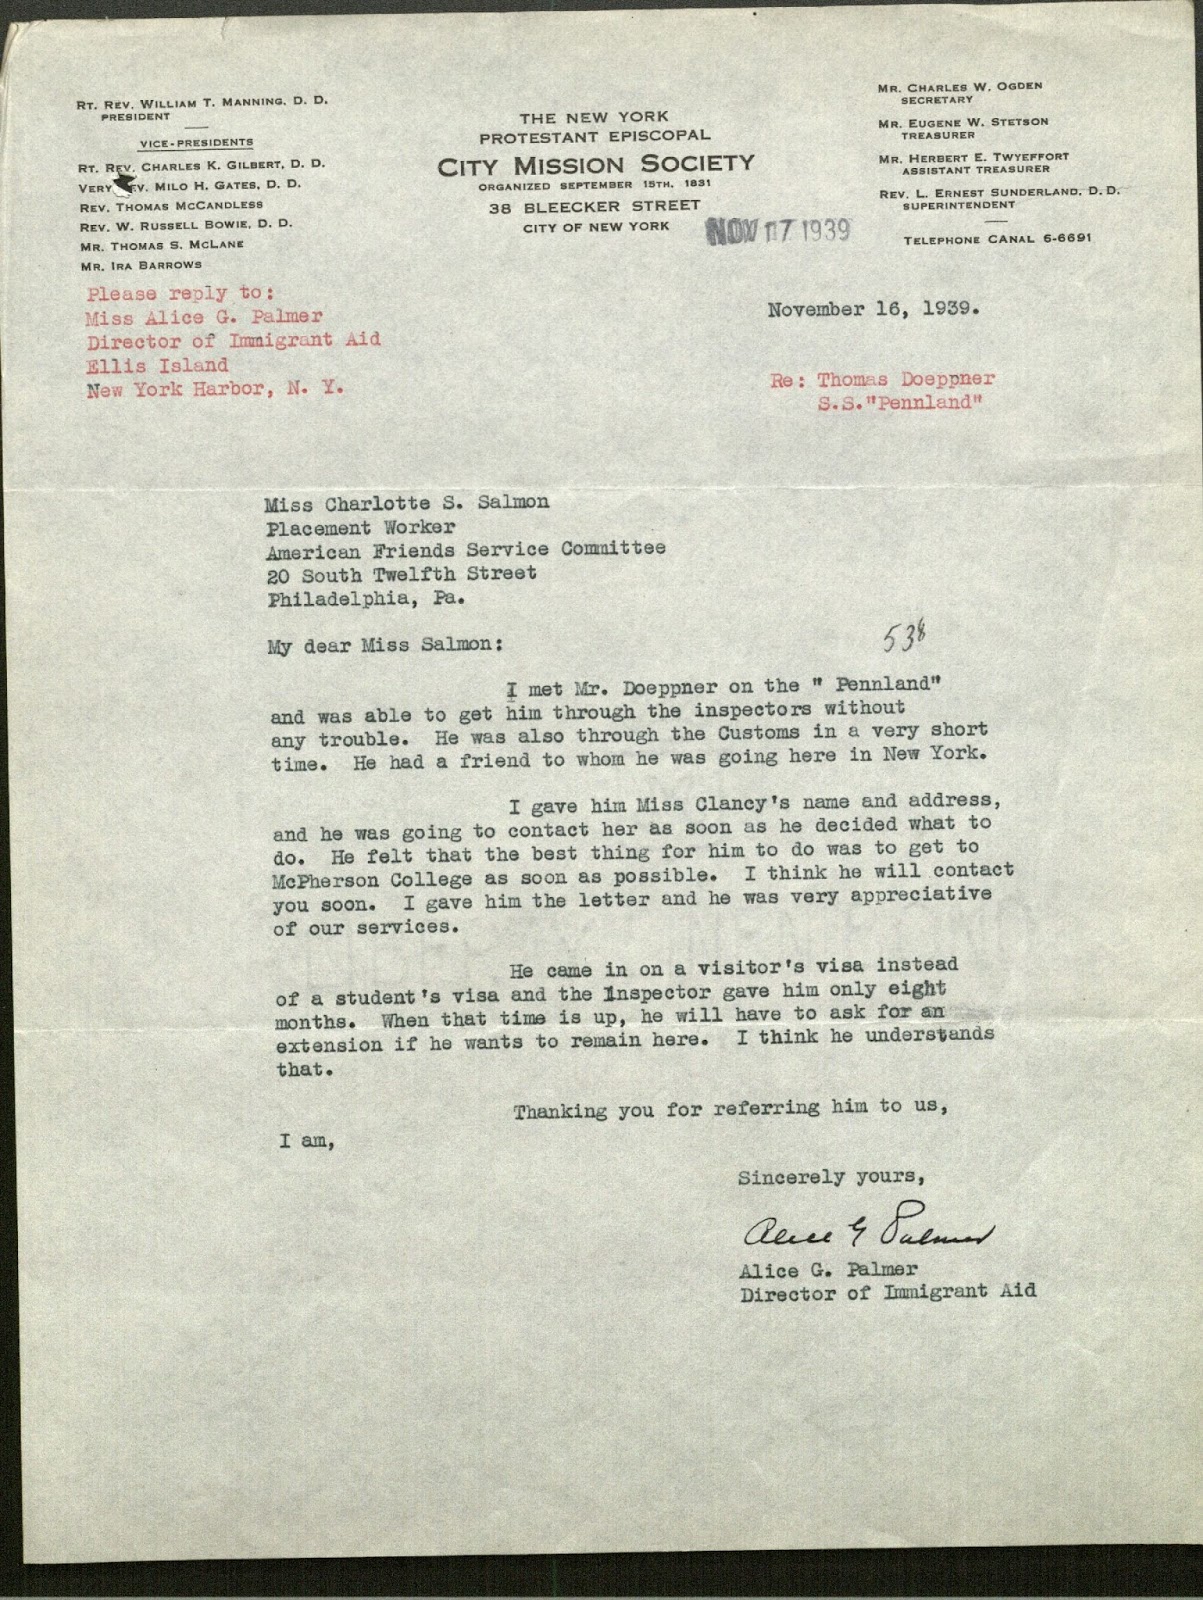 RT. REV. WILLIAM T. MANNING, D. D.
PRESIDENT
VICE-PRESIDENTS
RT. REV. CHARLES K. GILBERT, D. D.
VERY EV. MILO H. GATES, D. D.
REV. THOMAS MCCANDLESS
REV. W. RUSSELL BOWIE, D. D.
MR. THOMAS S. MCLANE
MR. IRA BARROWS
THE NEW YORK
PROTESTANT EPISCOPAL
CITY MISSION SOCIETY
ORGANIZED SEPTEMBER 15TH, 1831
38 BLEECKER STREET
CITY OF NEW YORK
NOV 17 1939
MR. CHARLES W. OGDEN
SECRETARY
MR. EUGENE W. STETSON
TREASURER
MR. HERBERT E. TWYEFFORT
ASSISTANT TREASURER
REV. L. ERNEST SUNDERLAND, D. D.
SUPERINTENDENT
TELEPHONE CANAL 6-6691
Please reply to:
Miss Alice G. Palmer
Director of Immigrant Aid
Ellis Island
New York Harbor, N. Y.
November 16, 1939.
Re: Thomas Doeppner
S.S."Pennland"
Miss Charlotte S. Salmon
Placement Worker
American Friends Service Committee
20 South Twelfth Street
Philadelphia, Pa.
My dear Miss Salmon:
538
I met Mr. Doeppner on the " Pennland"
and was able to get him through the inspectors without
any trouble. He was also through the Customs in a very short
time. He had a friend to whom he was going here in New York.
I gave him Miss Clancy's name and address,
and he was going to contact her as soon as he decided what to
do. He felt that the best thing for him to do was to get to
McPherson College as soon as possible. I think he will contact
you soon. I gave him the letter and he was very appreciative
of our services.
He came in on a visitor's visa instead
of a student's visa and the Inspector gave him only eight
months. When that time is up, he will have to ask for an
extension if he wants to remain here. I think he understands
that.
Thanking you for referring him to us,
I am,
Sincerely yours,
Alice G Palmer
Alice G. Palmer
Director of Immigrant Aid